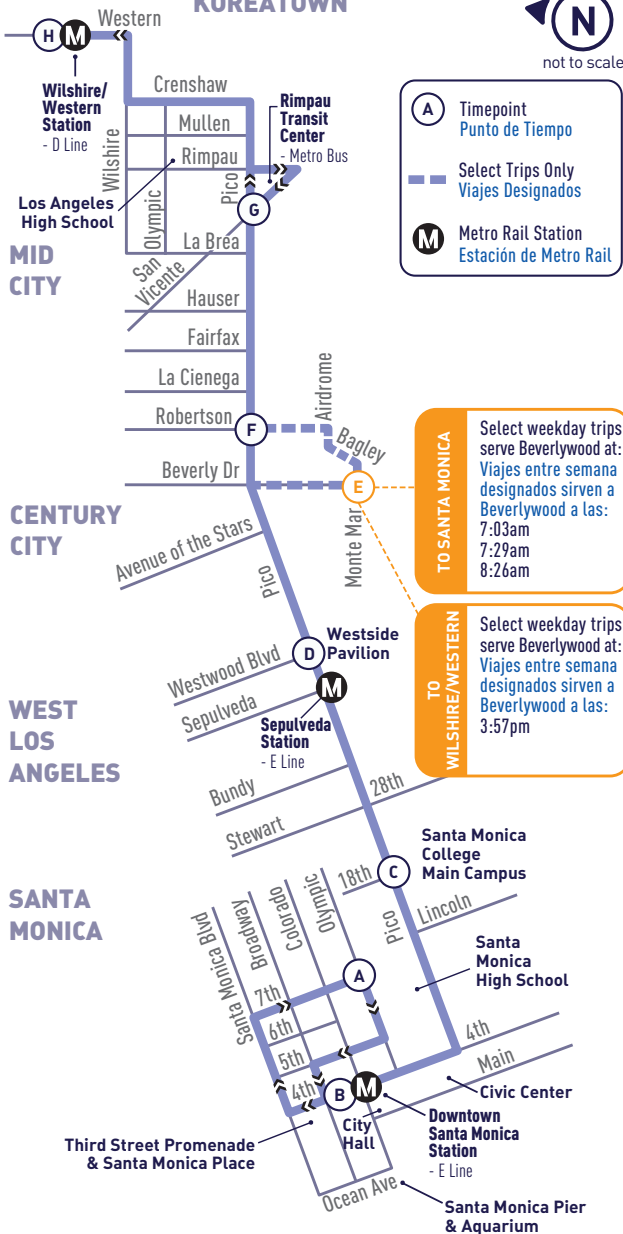 KOREATOWN
Western
H
M
N
not to scale
Wilshire/
Western
Station
- D Line
Crenshaw
Mullen
Rimpau
Rimpau
Transit
Center
- Metro Bus
Wilshire
Olympic
Pico
Los Angeles
High School
G
La Brea
MID
CITY
San
Vicente
Hauser
Fairfax
La Cienega
Robertson
F
Airdrome
Bagley
Beverly Dr
E
Monte Mar
A
Timepoint
Punto de Tiempo
Select Trips Only
Viajes Designados
M
Metro Rail Station
Estación de Metro Rail
TO SANTA MONICA
Select weekday trips
serve Beverlywood at:
Viajes entre semana
designados sirven a
Beverlywood a las:
7:03am
7:29am
8:26am
TO
WILSHIRE/WESTERN
Select weekday trips
serve Beverlywood at:
Viajes entre semana
designados sirven a
Beverlywood a las:
3:57pm
CENTURY
CITY
Avenue of the Stars
Pico
Westwood Blvd
D
Westside
Pavilion
Sepulveda
M
Sepulveda
Station
- E Line
WEST
LOS
ANGELES
Bundy
Stewart
28th
Santa Monica
College
Main Campus
18th
C
SANTA
MONICA
Santa Monica Blvd
Broadway
Colorado
Olympic
Pico
Lincoln
Santa
Monica
High School
A
7th
6th
5th
4th
4th
Main
B
M
Civic Center
City
Hall
Downtown
Santa Monica
Station
- E Line
Third Street Promenade
& Santa Monica Place
Ocean Ave
Santa Monica Pier
& Aquarium